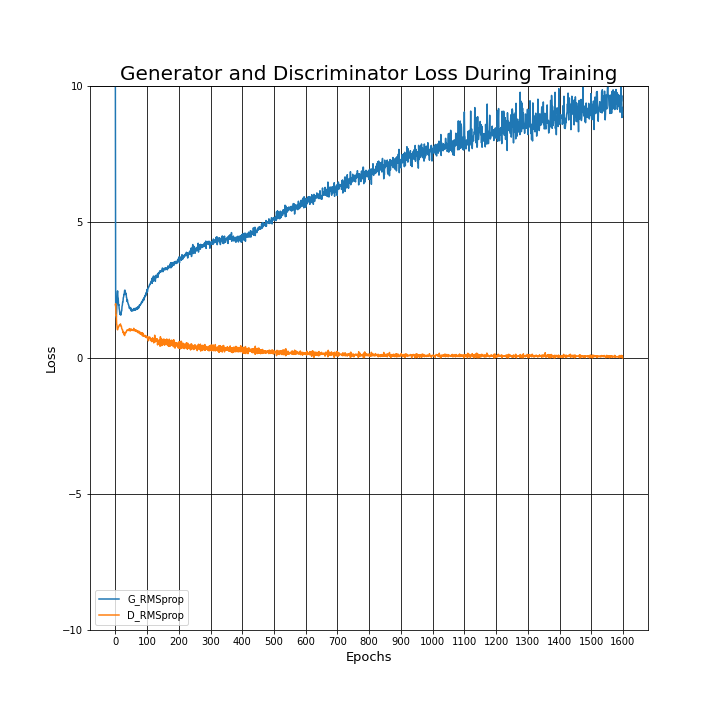 Generator and Discriminator Loss During Training
10
5
0
−5
−10
Loss
G_RMSprop
D_RMSprop
0 100 200 300 400 500 600 700 800 900 1000 1100 1200 1300 1400 1500 1600
Epochs